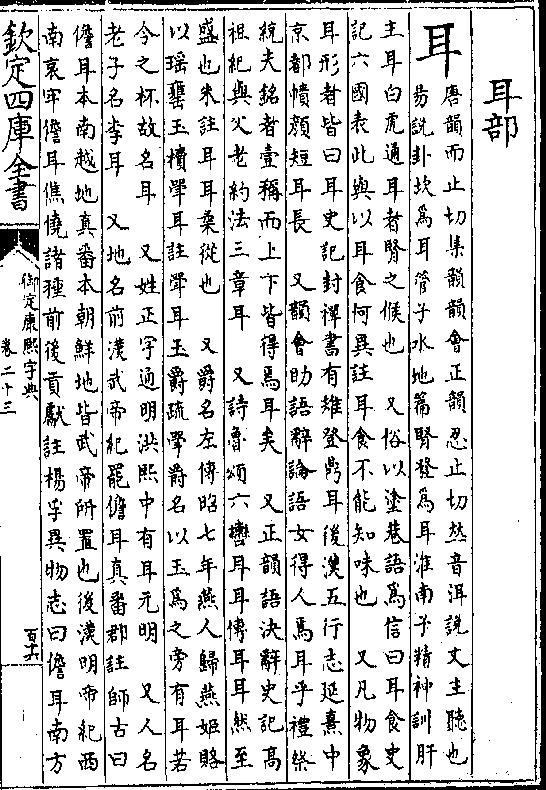 耳部
耳
唐韻而止切集韻韻會正韻忍止切𠀤音洱說文主聽也
易說卦坎爲耳管子水地篇腎發爲耳淮南子精神訓肝
主耳白虎通耳者腎之候也 又俗以塗巷語爲信曰耳食史
記六國表此與以耳食何異註耳食不能知味也 又凡物象
耳形者皆曰耳史記封禪書有雉登鼎耳後漢五行志延熹中
京都幘顏短耳長 又韻會助語辭論語女得人焉耳乎禮祭
統夫銘者壹稱而上下皆得焉耳矣 又正韻語決辭史記高
祖紀與父老約法三章耳 又詩魯頌六轡耳耳傳耳耳然至
盛也朱註耳耳柔從也 又爵名左傳昭七年燕人歸燕姬賂
以瑶罋玉櫝斝耳註斝耳玉爵疏斝爵名以玉爲之旁有耳若
今之杯故名耳 又姓正字通明洪熙中有耳元明 又人名
老子名李耳 又地名前漢武帝紀罷儋耳真番郡註師古曰
儋耳本南越地真番本朝鮮地皆武帝所置也後漢明帝紀西
南哀牢儋耳僬僥諸種前後貢獻註楊孚異物志曰儋耳南方
欽定四庫全書
御定康熙字典
卷二十三